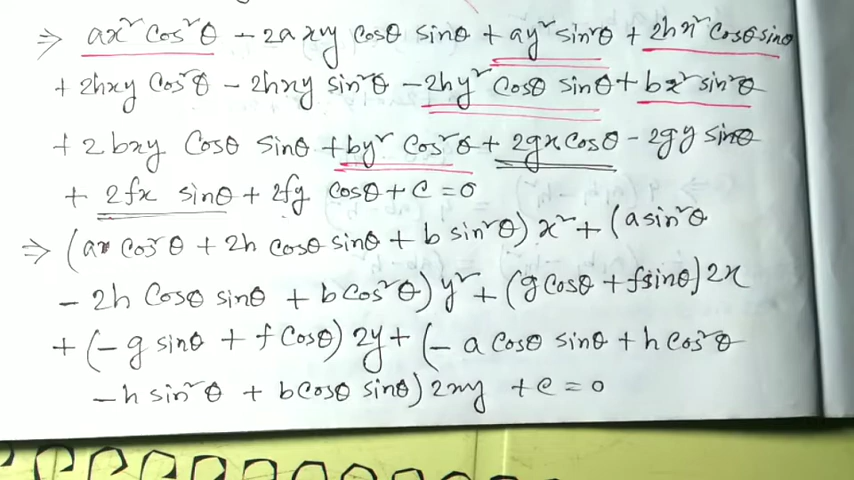 ⇒ ax² cos²θ − 2axy cosθ sinθ + ay² sin²θ + 2hx² cosθ sinθ
+ 2hxy cos²θ − 2hxy sin²θ − 2hy² cosθ sinθ + bx² sin²θ
+ 2bxy cosθ sinθ + by² cos²θ + 2gx cosθ − 2gy sinθ
+ 2fx sinθ + 2fy cosθ + c = 0
⇒ (a cos²θ + 2h cosθ sinθ + b sin²θ) x² + (a sin²θ
− 2h cosθ sinθ + b cos²θ) y² + (g cosθ + f sinθ) 2x
+ (− g sinθ + f cosθ) 2y + (− a cosθ sinθ + h cos²θ
− h sin²θ + b cosθ sinθ) 2xy + c = 0